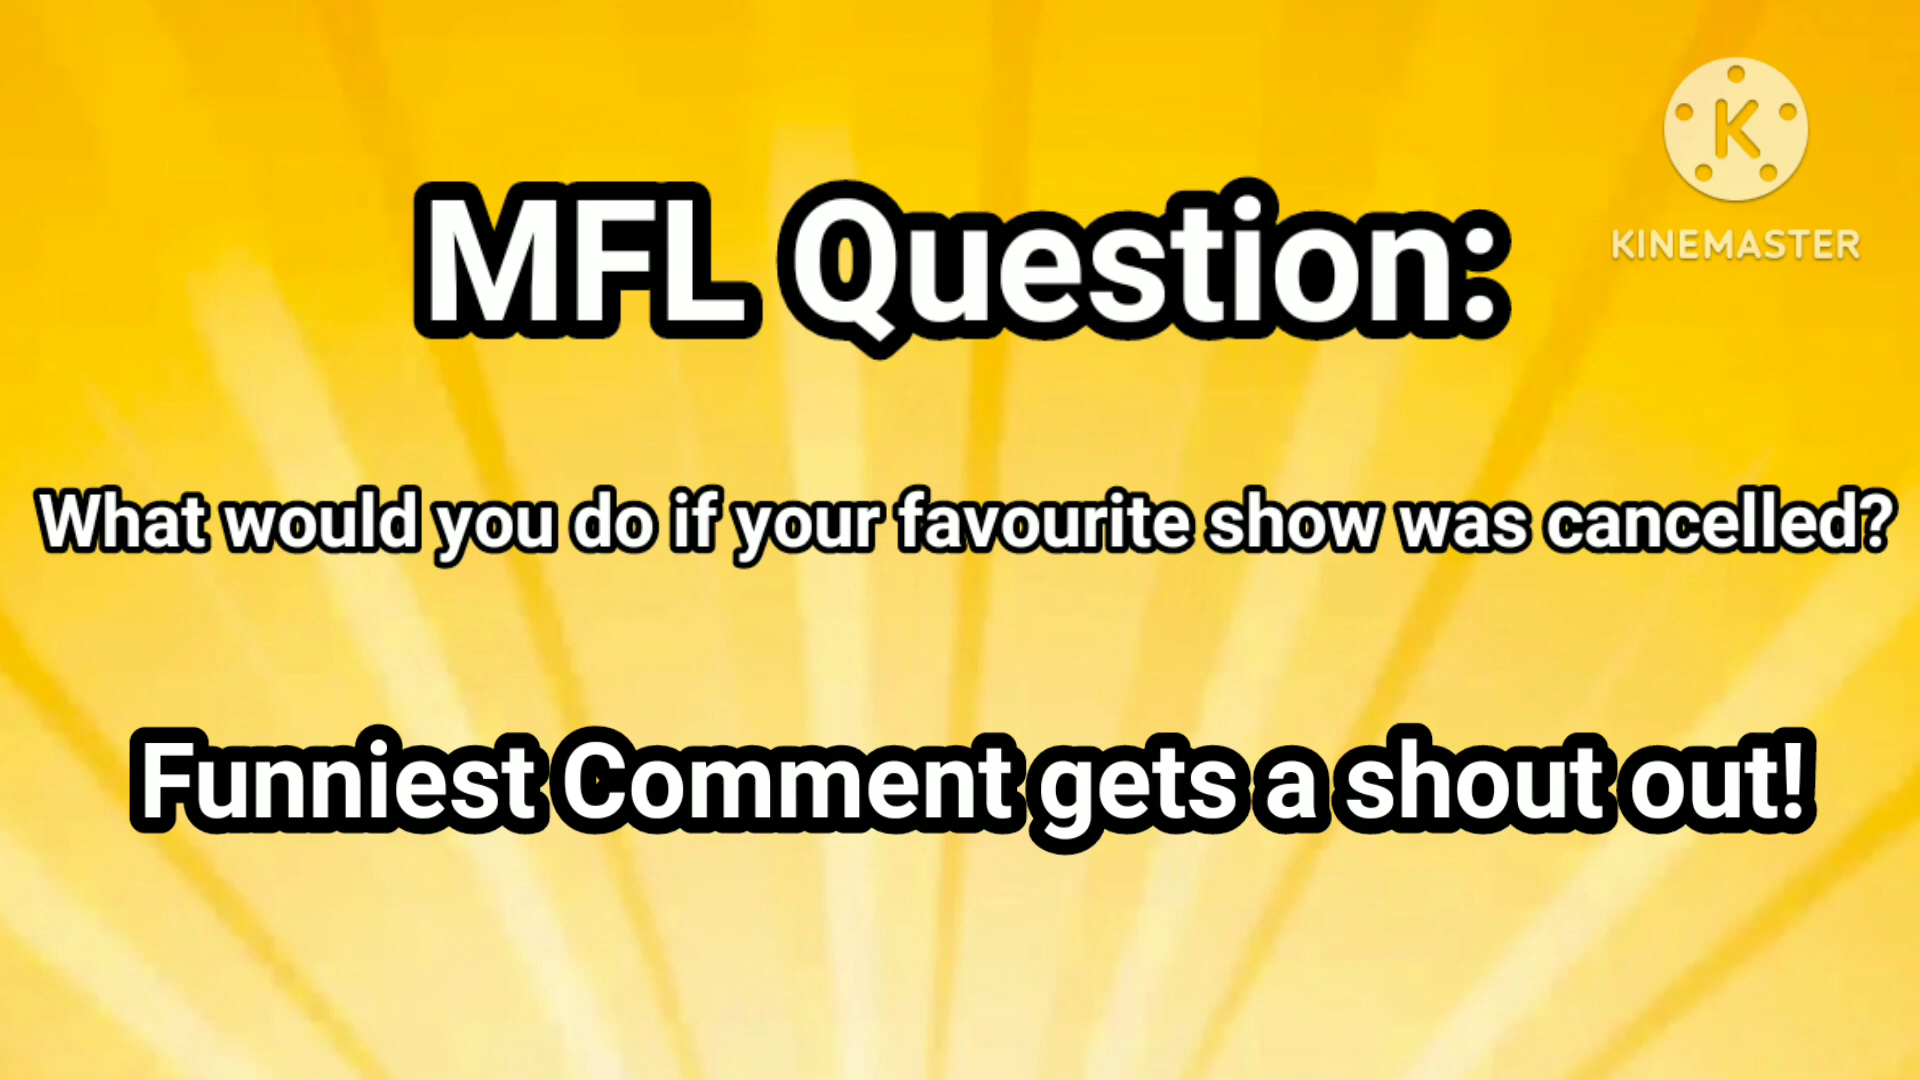 K
KINEMASTER
MFL Question:
What would you do if your favourite show was cancelled?
Funniest Comment gets a shout out!